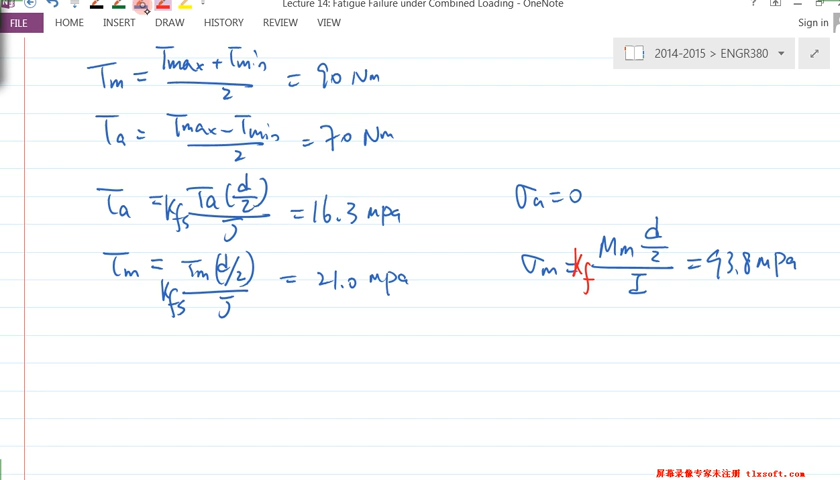 Lecture 14: Fatigue Failure under Combined Loading - OneNote
FILE HOME INSERT DRAW HISTORY REVIEW VIEW Sign in
2014-2015 > ENGR380
Tm = (Tmax + Tmin) / 2 = 90 Nm
Ta = (Tmax - Tmin) / 2 = 70 Nm
τa = kfs Ta (d/2) / J = 16.3 mpa
τm = kfs Tm (d/2) / J = 21.0 mpa
σa = 0
σm = kf Mm d/2 / I = 93.8 mpa
屏幕录像专家未注册 tlxsoft.com